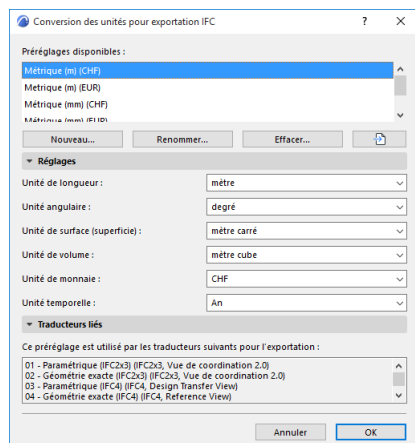 Conversion des unités pour exportation IFC
Préréglages disponibles :
Métrique (m) (CHF)
Métrique (m) (EUR)
Métrique (mm) (CHF)
Métrique (mm) (EUR)
Nouveau...
Renommer...
Effacer...
Réglages
Unité de longueur :
mètre
Unité angulaire :
degré
Unité de surface (superficie) :
mètre carré
Unité de volume :
mètre cube
Unité de monnaie :
CHF
Unité temporelle :
An
Traducteurs liés
Ce préréglage est utilisé par les traducteurs suivants pour l'exportation :
01 - Paramétrique (IFC2x3) (IFC2x3, Vue de coordination 2.0)
02 - Géométrie exacte (IFC2x3) (IFC2x3, Vue de coordination 2.0)
03 - Paramétrique (IFC4) (IFC4, Design Transfer View)
04 - Géométrie exacte (IFC4) (IFC4, Reference View)
Annuler
OK